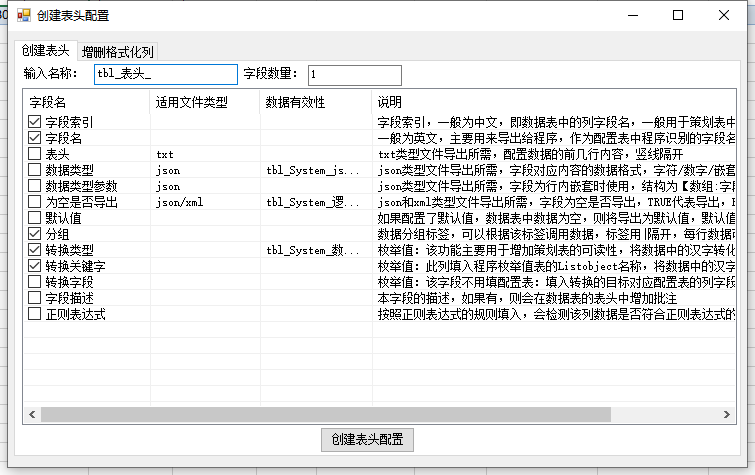 创建表头配置
创建表头 增删格式化列
输入名称: tbl_表头_ 字段数量: 1
字段名 适用文件类型 数据有效性 说明
字段索引 字段索引，一般为中文，即数据表中的列字段名，一般用于策划表中
字段名 一般为英文，主要用来导出给程序，作为配置表中程序识别的字段名
表头 txt txt类型文件导出所需，配置数据的前几行内容，竖线隔开
数据类型 json tbl_System_js... json类型文件导出所需，字段对应内容的数据格式，字符/数字/嵌套
数据类型参数 json json类型文件导出所需，字段为行内嵌套时使用，结构为【数组:字段
为空是否导出 json/xml tbl_System_逻... json和xml类型文件导出所需，字段为空是否导出，TRUE代表导出，
默认值 如果配置了默认值，数据表中数据为空，则将导出为默认值，默认值
分组 数据分组标签，可以根据该标签调用数据，标签用|隔开，每行数据
转换类型 tbl_System_数... 枚举值: 该功能主要用于增加策划表的可读性，将数据中的汉字转化
转换关键字 枚举值: 此列填入程序枚举值表的Listobject名称，将数据中的汉字
转换字段 枚举值: 该字段不用填配置表: 填入转换的目标对应配置表的列字段
字段描述 本字段的描述，如果有，则会在数据表的表头中增加批注
正则表达式 按照正则表达式的规则填入，会检测该列数据是否符合正则表达式的
创建表头配置